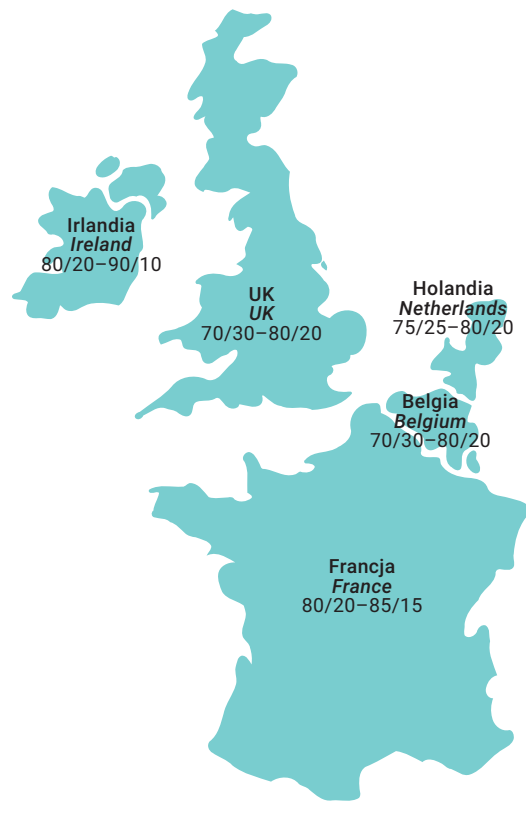 Irlandia
Ireland
80/20–90/10
UK
UK
70/30–80/20
Holandia
Netherlands
75/25–80/20
Belgia
Belgium
70/30–80/20
Francja
France
80/20–85/15